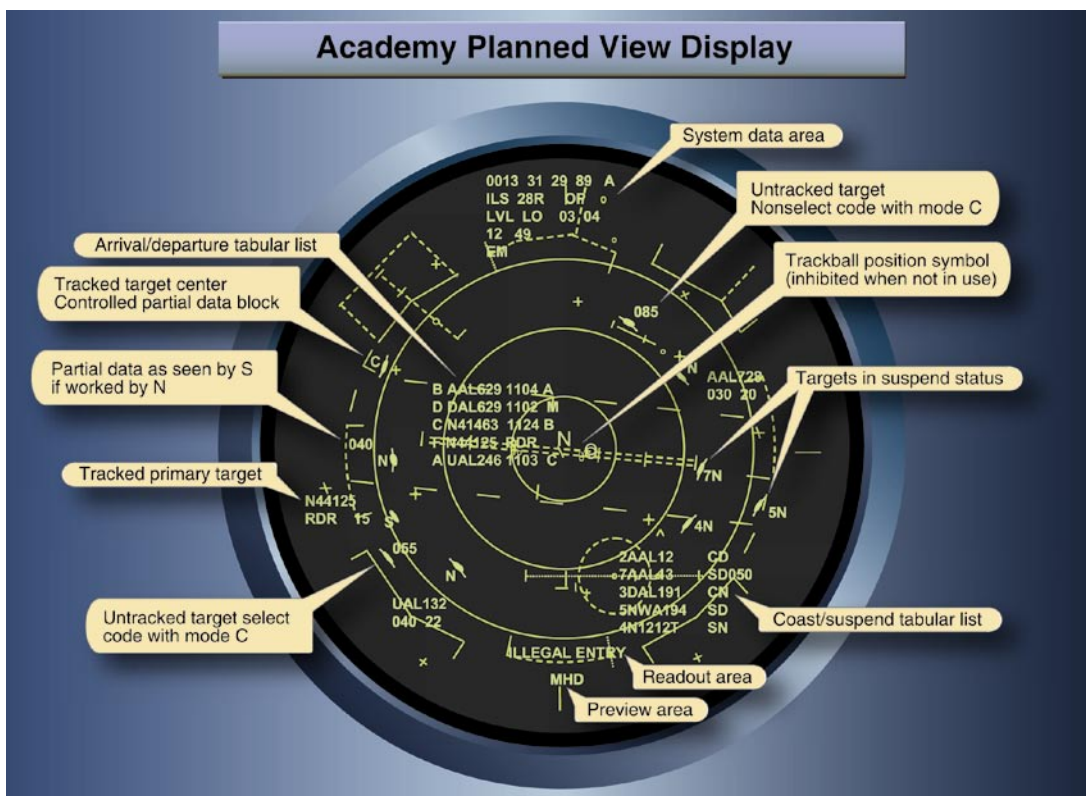 Academy Planned View Display
System data area
0013 31 29 89 A
ILS 28R OP
LVL LO 03 04
12 49
EM
Untracked target
Nonselect code with mode C
Arrival/departure tabular list
Trackball position symbol
(inhibited when not in use)
Tracked target center
Controlled partial data block
085
C
N
AAL728
030 20
Partial data as seen by S
if worked by N
Targets in suspend status
B AAL629 1104 A
D DAL629 1102 M
C N41463 1124 B
T N44125 RDR
A UAL246 1103 C
N
040
N
7N
Tracked primary target
N44125
RDR 15
S
5N
4N
055
N
2AAL12 CD
7AAL43 SD050
3DAL191 CN
5NWA194 SD
4N1212T SN
UAL132
040 22
Untracked target select
code with mode C
Coast/suspend tabular list
ILLEGAL ENTRY
Readout area
MHD
Preview area